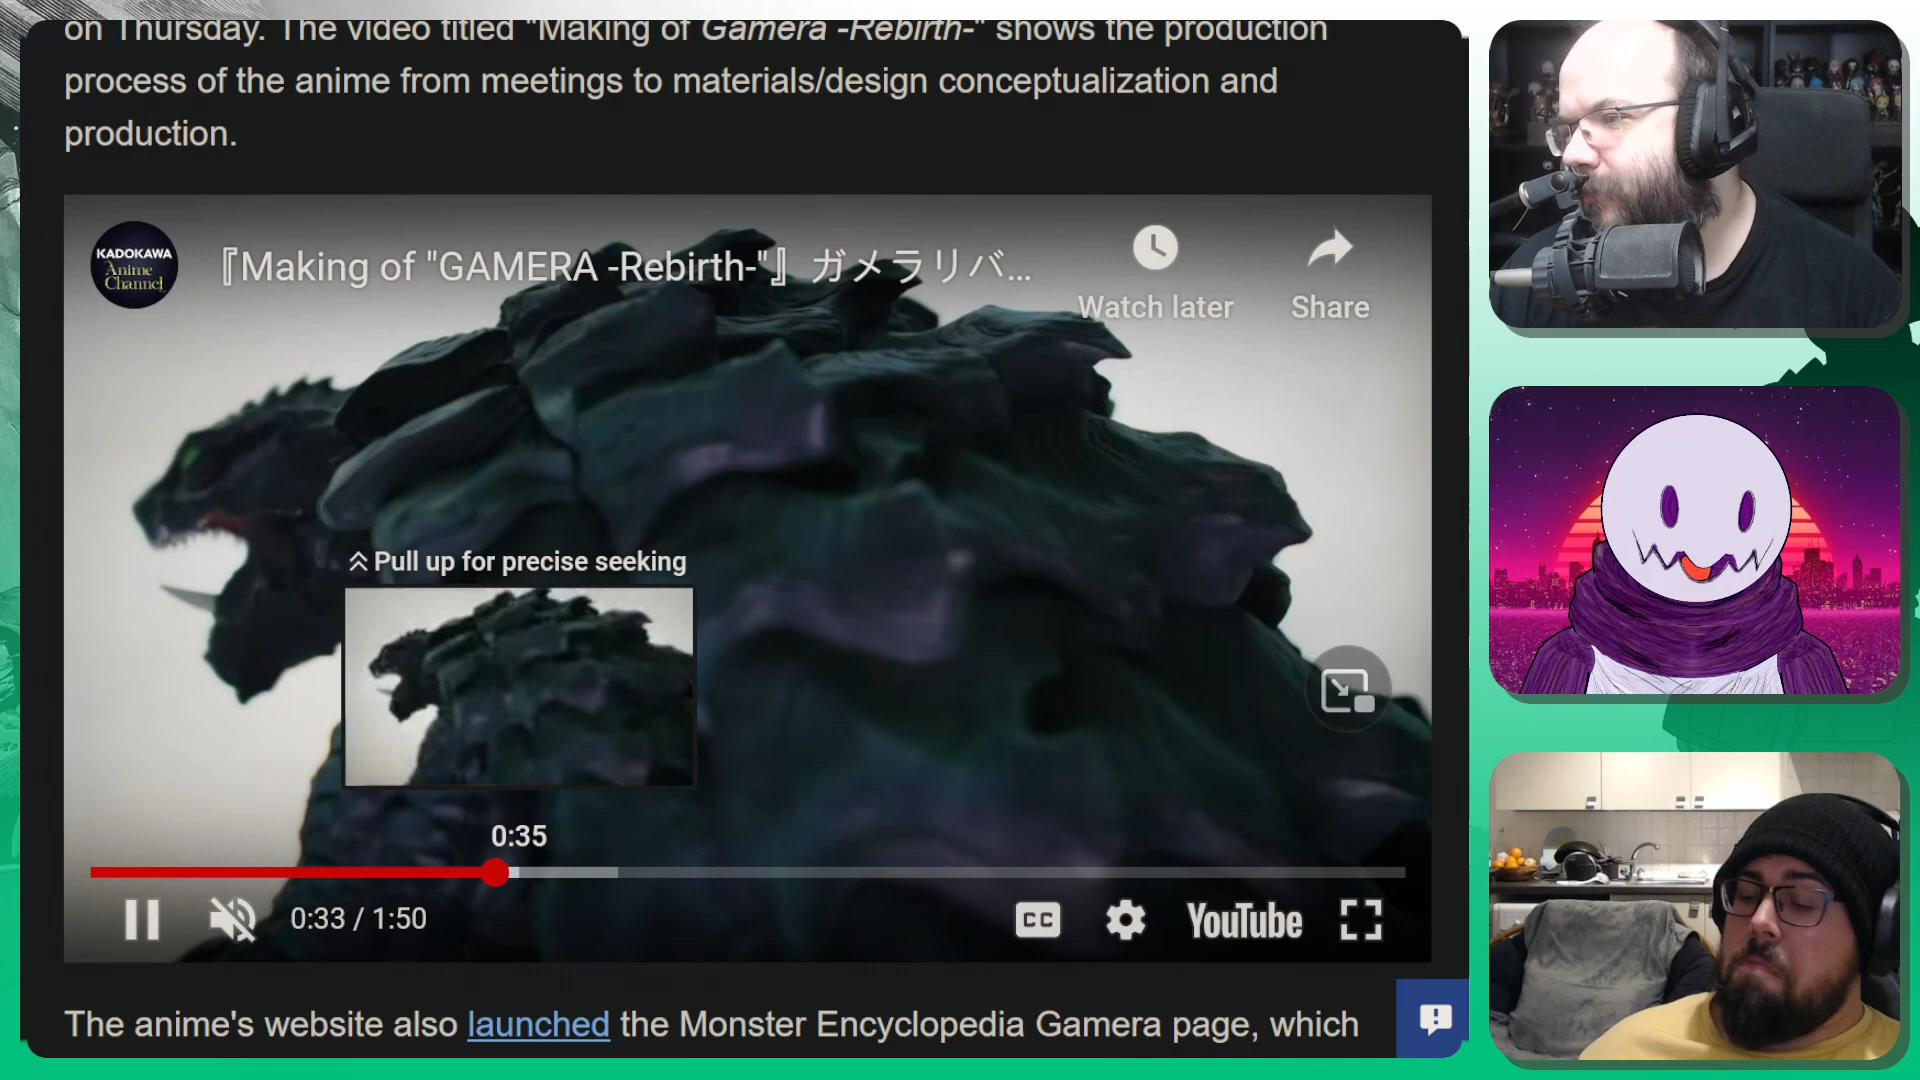 on Thursday. The video titled "Making of Gamera -Rebirth-" shows the production
process of the anime from meetings to materials/design conceptualization and
production.
KADOKAWA
Anime
Channel
『Making of "GAMERA -Rebirth-"』ガメラリバ...
Watch later
Share
Pull up for precise seeking
0:35
0:33 / 1:50
CC
YouTube
The anime's website also launched the Monster Encyclopedia Gamera page, which